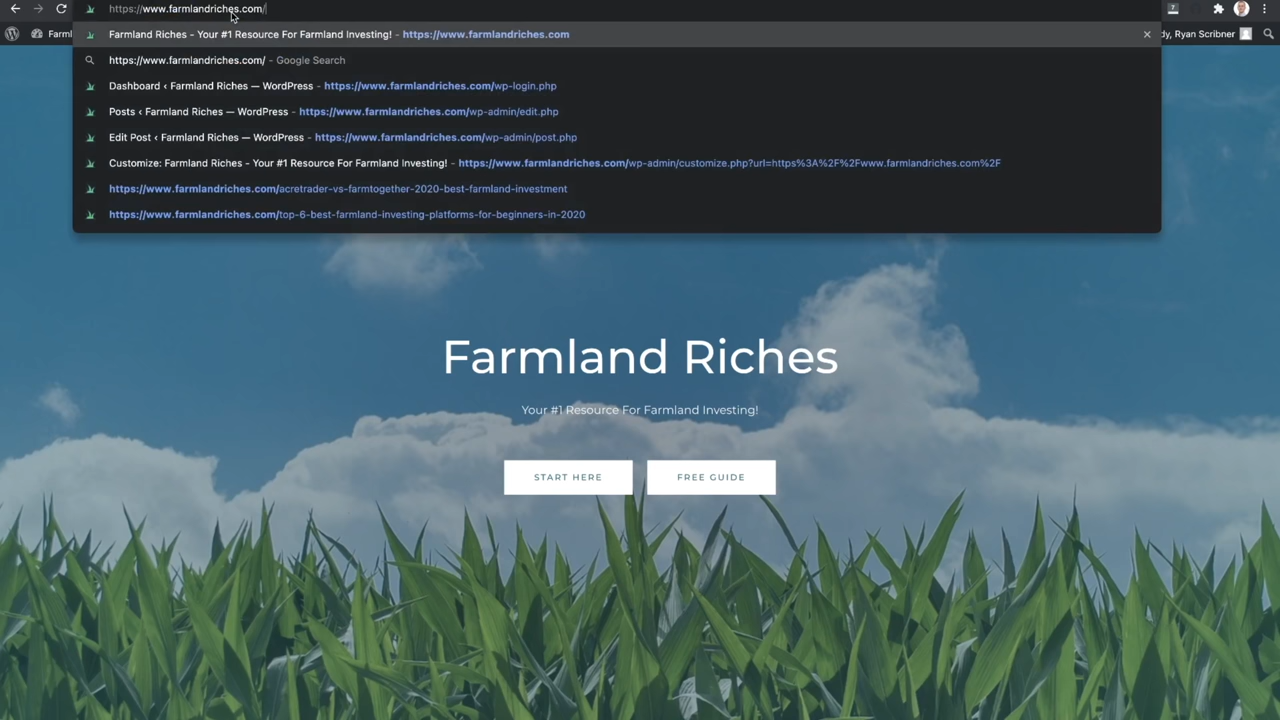 https://www.farmlandriches.com/
Farml
dy, Ryan Scribner
Farmland Riches - Your #1 Resource For Farmland Investing! - https://www.farmlandriches.com
https://www.farmlandriches.com/ - Google Search
Dashboard ‹ Farmland Riches — WordPress - https://www.farmlandriches.com/wp-login.php
Posts ‹ Farmland Riches — WordPress - https://www.farmlandriches.com/wp-admin/edit.php
Edit Post ‹ Farmland Riches — WordPress - https://www.farmlandriches.com/wp-admin/post.php
Customize: Farmland Riches - Your #1 Resource For Farmland Investing! - https://www.farmlandriches.com/wp-admin/customize.php?url=https%3A%2F%2Fwww.farmlandriches.com%2F
https://www.farmlandriches.com/acretrader-vs-farmtogether-2020-best-farmland-investment
https://www.farmlandriches.com/top-6-best-farmland-investing-platforms-for-beginners-in-2020
Farmland Riches
Your #1 Resource For Farmland Investing!
START HERE
FREE GUIDE